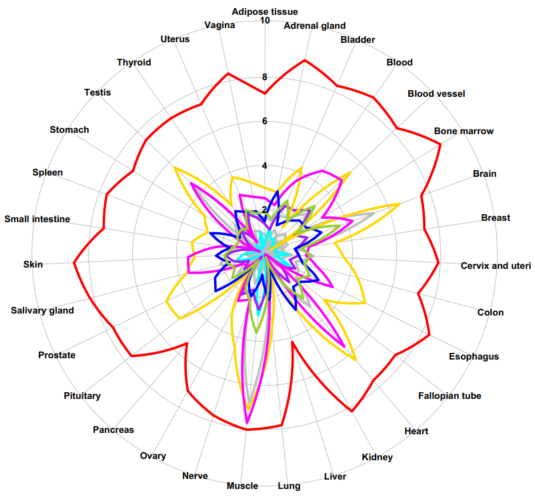 Adipose tissue
Adrenal gland
Bladder
Blood
Blood vessel
Bone marrow
Brain
Breast
Cervix and uteri
Colon
Esophagus
Fallopian tube
Heart
Kidney
Liver
Lung
Muscle
Nerve
Ovary
Pancreas
Pituitary
Prostate
Salivary gland
Skin
Small intestine
Spleen
Stomach
Testis
Thyroid
Uterus
Vagina
10
8
6
4
2